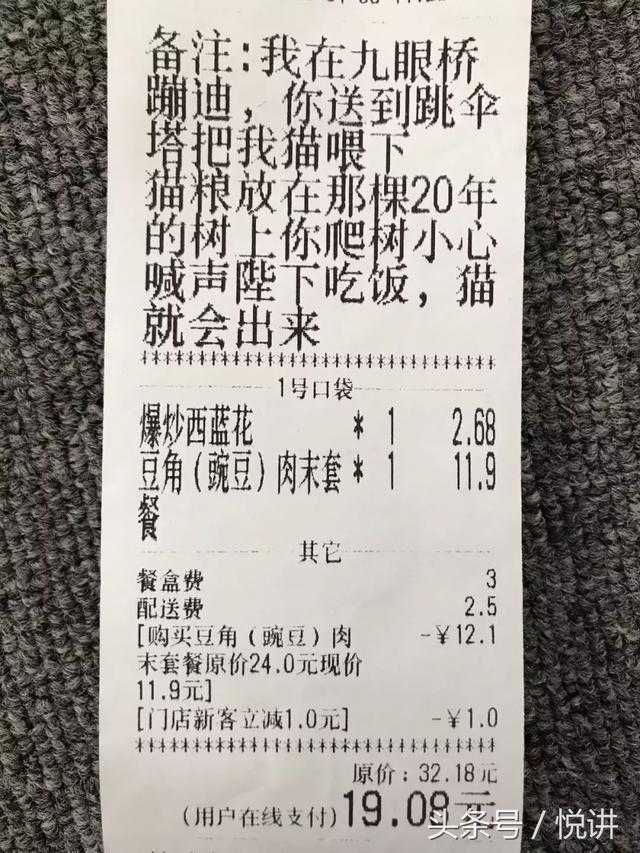 备注:我在九眼桥
蹦迪，你送到跳伞
塔把我猫喂下
猫粮放在那棵20年
的树上你爬树小心
喊声陛下吃饭，猫
就会出来
********************************
1号口袋
爆炒西蓝花 * 1 2.68
豆角(豌豆)肉末套 * 1 11.9
餐
其它
餐盒费 3
配送费 2.5
[购买豆角(豌豆)肉 -￥12.1
末套餐原价24.0元现价
11.9元]
[门店新客立减1.0元] -￥1.0
********************************
原价:32.18元
(用户在线支付)19.08元
头条号／悦讲